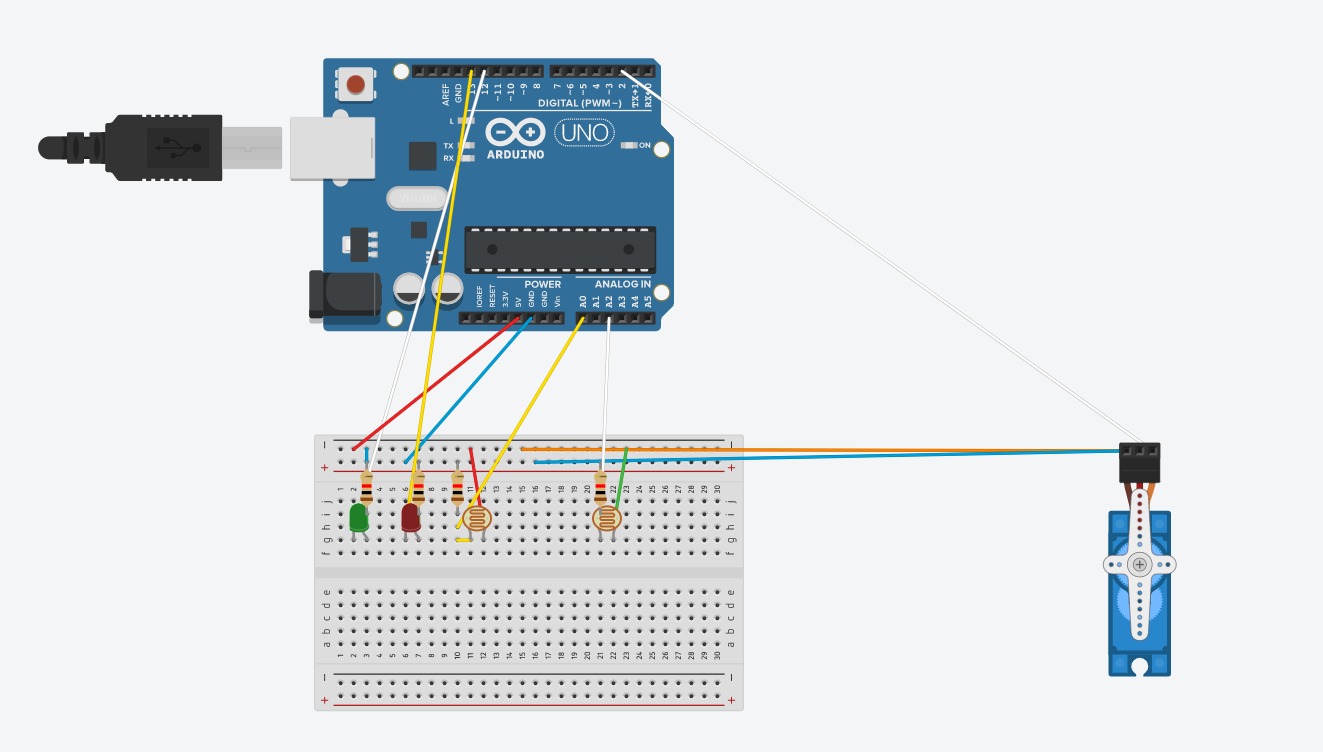 AREF GND 13 12 ~11 ~10 ~9 8 7 ~6 ~5 4 ~3 2 TX→1 RX←0
DIGITAL (PWM~)
L
TX
RX
ARDUINO
UNO
ON
POWER
ANALOG IN
IOREF RESET 3.3V 5V GND GND Vin A0 A1 A2 A3 A4 A5
− −
+ +
1 2 4 5 6 7 8 9 10 11 12 13 14 15 16 17 18 19 20 22 23 24 25 26 27 28 29 30
j j
i i
h h
g g
f f
e e
d d
c c
b b
a a
1 2 3 4 5 6 7 8 9 10 11 12 13 14 15 16 17 18 19 20 21 22 23 24 25 26 27 28 29 30
− −
+ +